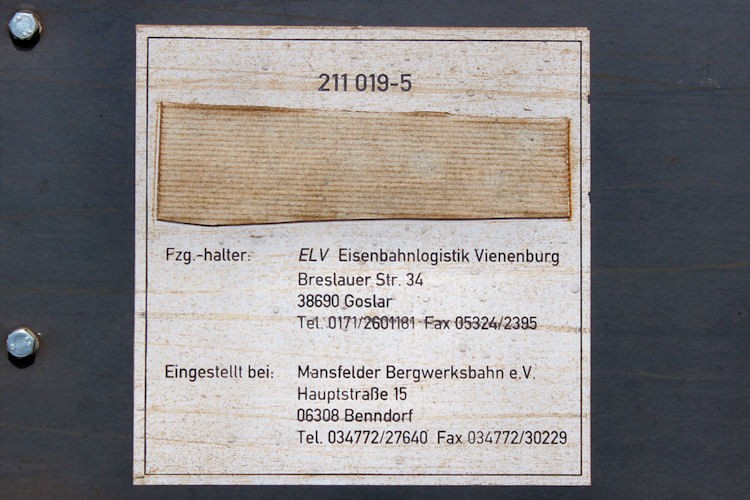 211 019-5
Fzg.-halter: ELV Eisenbahnlogistik Vienenburg
Breslauer Str. 34
38690 Goslar
Tel. 0171/2601181 Fax 05324/2395
Eingestellt bei: Mansfelder Bergwerksbahn e.V.
Hauptstraße 15
06308 Benndorf
Tel. 034772/27640 Fax 034772/30229